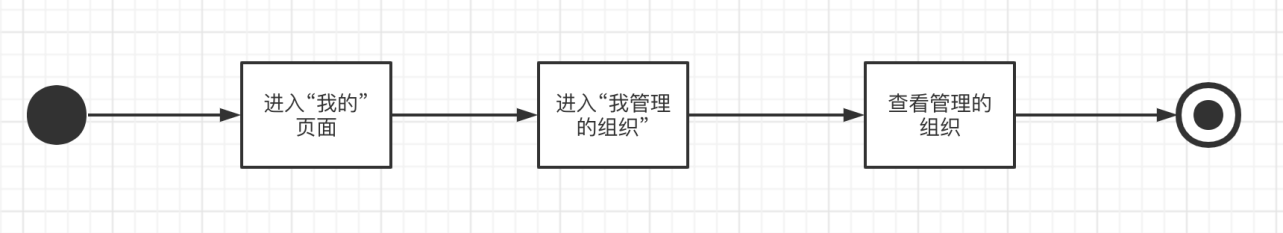 进入“我的”
页面
进入“我管理
的组织”
查看管理的
组织